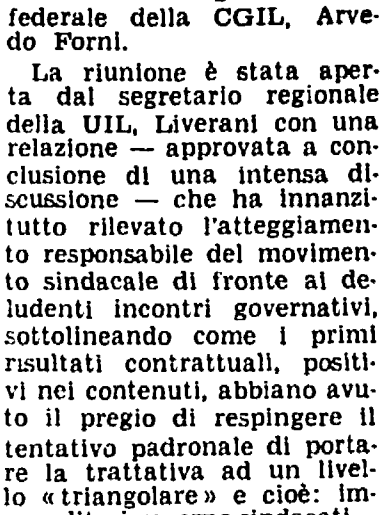 federale della CGIL, Arve-
do Forni.
La riunione è stata aper-
ta dal segretario regionale
della UIL, Liverani con una
relazione — approvata a con-
clusione di una intensa di-
scussione — che ha innanzi-
tutto rilevato l'atteggiamen-
to responsabile del movimen-
to sindacale di fronte ai de-
ludenti incontri governativi,
sottolineando come i primi
risultati contrattuali, positi-
vi nei contenuti, abbiano avu-
to il pregio di respingere il
tentativo padronale di porta-
re la trattativa ad un livel-
lo « triangolare » e cioè: im-